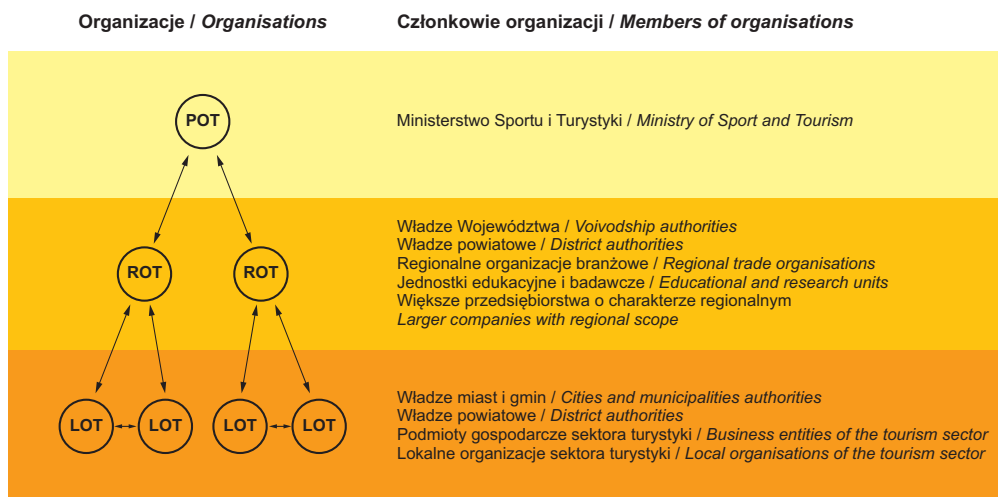 Organizacje / Organisations
Członkowie organizacji / Members of organisations
POT
Ministerstwo Sportu i Turystyki / Ministry of Sport and Tourism
ROT ROT
Władze Województwa / Voivodship authorities
Władze powiatowe / District authorities
Regionalne organizacje branżowe / Regional trade organisations
Jednostki edukacyjne i badawcze / Educational and research units
Większe przedsiębiorstwa o charakterze regionalnym
Larger companies with regional scope
LOT LOT LOT LOT
Władze miast i gmin / Cities and municipalities authorities
Władze powiatowe / District authorities
Podmioty gospodarcze sektora turystyki / Business entities of the tourism sector
Lokalne organizacje sektora turystyki / Local organisations of the tourism sector